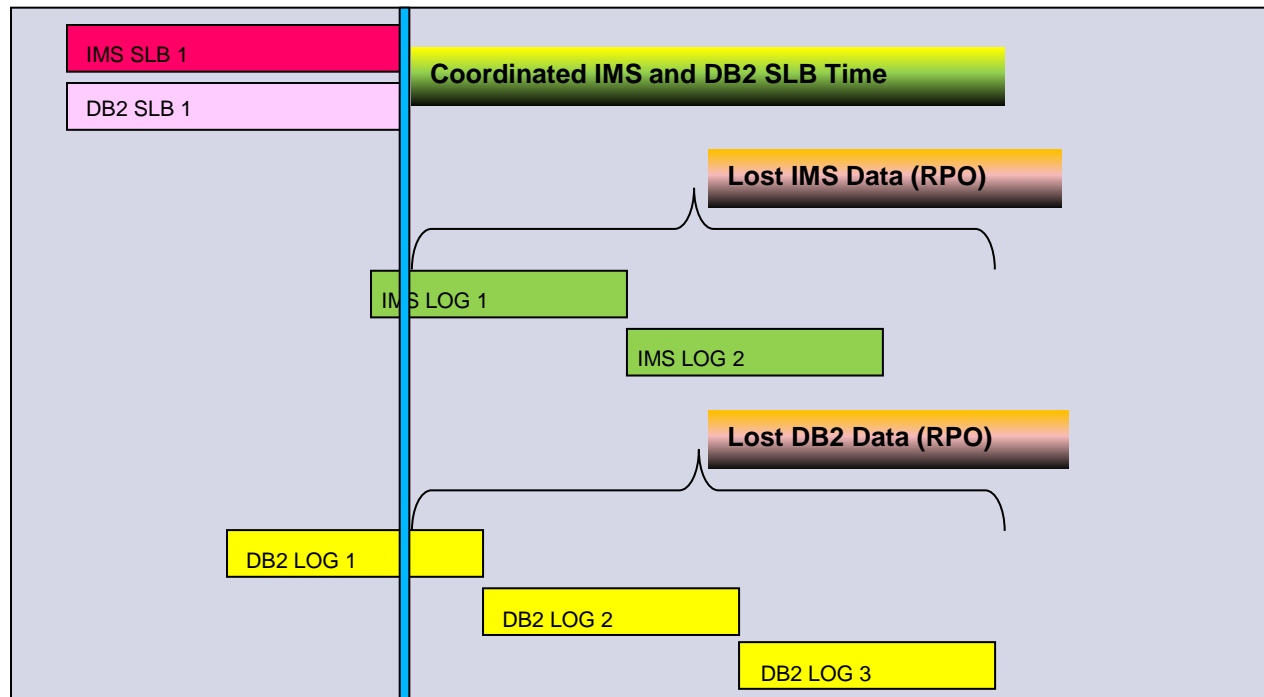 IMS SLB 1
Coordinated IMS and DB2 SLB Time
DB2 SLB 1
Lost IMS Data (RPO)
IMS LOG 1
IMS LOG 2
Lost DB2 Data (RPO)
DB2 LOG 1
DB2 LOG 2
DB2 LOG 3